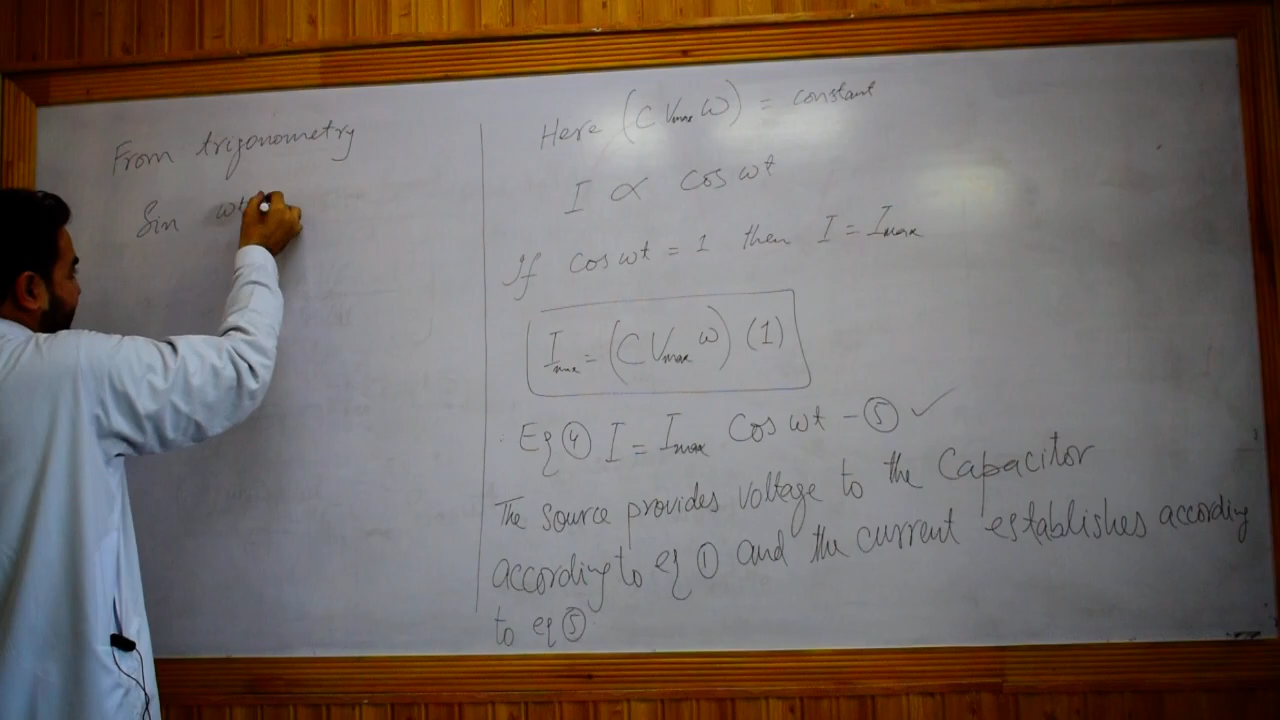 From trigonometry
Sin ωt
Here (C Vmax ω) = constant
I ∝ cos ωt
If cos ωt = 1 then I = Imax
Imax = (C Vmax ω) (1)
Eq ④ I = Imax Cos ωt - ⑤ ✓
The source provides voltage to the Capacitor
according to eq ① and the current establishes according
to eq ⑤